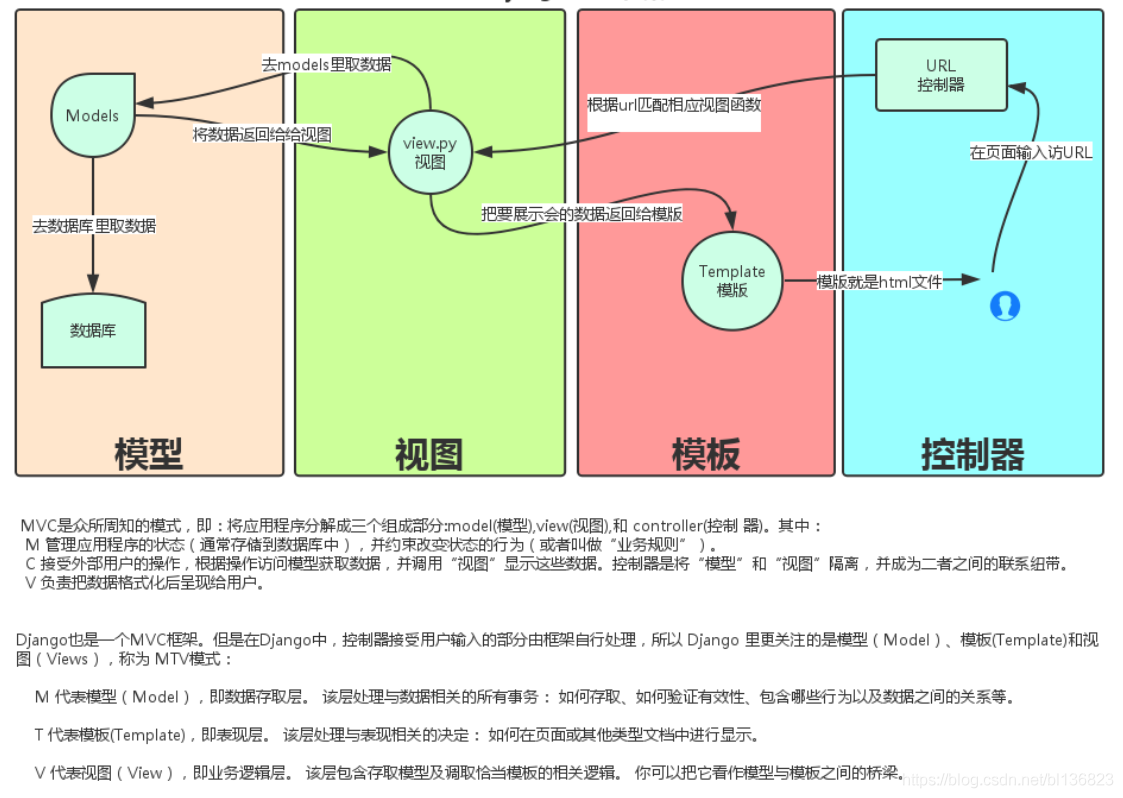 去models里取数据
URL
控制器
根据url匹配相应视图函数
Models
将数据返回给给视图
view.py
视图
在页面输入访URL
去数据库里取数据
把要展示会的数据返回给模版
Template
模版
模版就是html文件
数据库
模型
视图
模板
控制器
MVC是众所周知的模式，即：将应用程序分解成三个组成部分:model(模型),view(视图),和 controller(控制 器)。其中：
M 管理应用程序的状态（通常存储到数据库中），并约束改变状态的行为（或者叫做“业务规则”）。
C 接受外部用户的操作，根据操作访问模型获取数据，并调用“视图”显示这些数据。控制器是将“模型”和“视图”隔离，并成为二者之间的联系纽带。
V 负责把数据格式化后呈现给用户。
Django也是一个MVC框架。但是在Django中，控制器接受用户输入的部分由框架自行处理，所以 Django 里更关注的是模型（Model）、模板(Template)和视
图（Views），称为 MTV模式：
M 代表模型（Model），即数据存取层。 该层处理与数据相关的所有事务： 如何存取、如何验证有效性、包含哪些行为以及数据之间的关系等。
T 代表模板(Template)，即表现层。 该层处理与表现相关的决定： 如何在页面或其他类型文档中进行显示。
V 代表视图（View），即业务逻辑层。 该层包含存取模型及调取恰当模板的相关逻辑。 你可以把它看作模型与模板之间的桥梁。
https://blog.csdn.net/bl136823